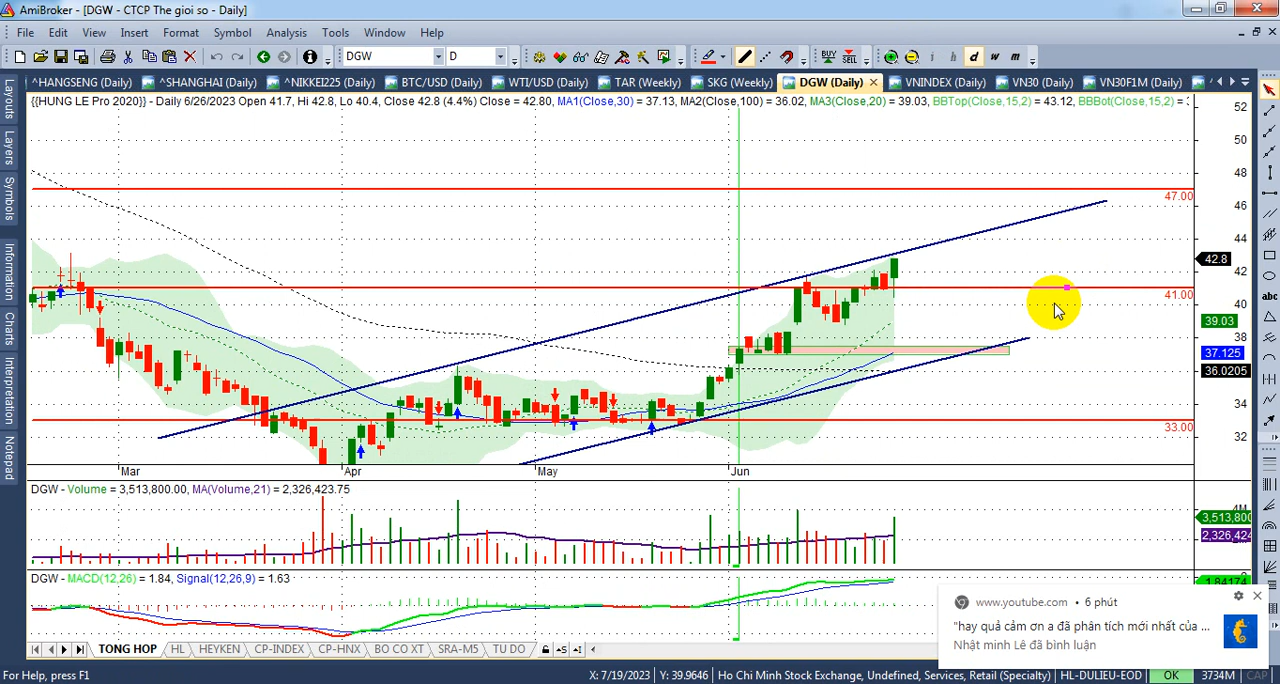 AmiBroker - [DGW - CTCP The gioi so - Daily]
File Edit View Insert Format Symbol Analysis Tools Window Help
DGW D BUY SELL i h d w m
^HANGSENG (Daily) ^SHANGHAI (Daily) ^NIKKEI225 (Daily) BTC/USD (Daily) WTI/USD (Daily) TAR (Weekly) SKG (Weekly) DGW (Daily) VNINDEX (Daily) VN30 (Daily) VN30F1M (Daily)
{{HUNG LE Pro 2020}} - Daily 6/26/2023 Open 41.7, Hi 42.8, Lo 40.4, Close 42.8 (4.4%) Close = 42.80, MA1(Close,30) = 37.13, MA2(Close,100) = 36.02, MA3(Close,20) = 39.03, BBTop(Close,15,2) = 43.12, BBBot(Close,15,2) =
Layouts
Layers
Symbols
Information
Charts
Interpretation
Notepad
abc
52
50
48
47.00
46
44
42.8
42
41.00
40
39.03
38
37.125
36.0205
34
33.00
32
Mar Apr May Jun
DGW - Volume = 3,513,800.00, MA(Volume,21) = 2,326,423.75
4M
3,513,800
2,326,424
DGW - MACD(12,26) = 1.84, Signal(12,26,9) = 1.63
1.84174
www.youtube.com • 6 phút
"hay quá cảm ơn a đã phân tích mới nhất của ...
Nhật minh Lê đã bình luận
TONG HOP HL HEYKEN CP-INDEX CP-HNX BO CO XT SRA-M5 TU DO
For Help, press F1 X: 7/19/2023 Y: 39.9646 Ho Chi Minh Stock Exchange, Undefined, Services, Retail (Specialty) HL-DULIEU-EOD OK 3734M CAP